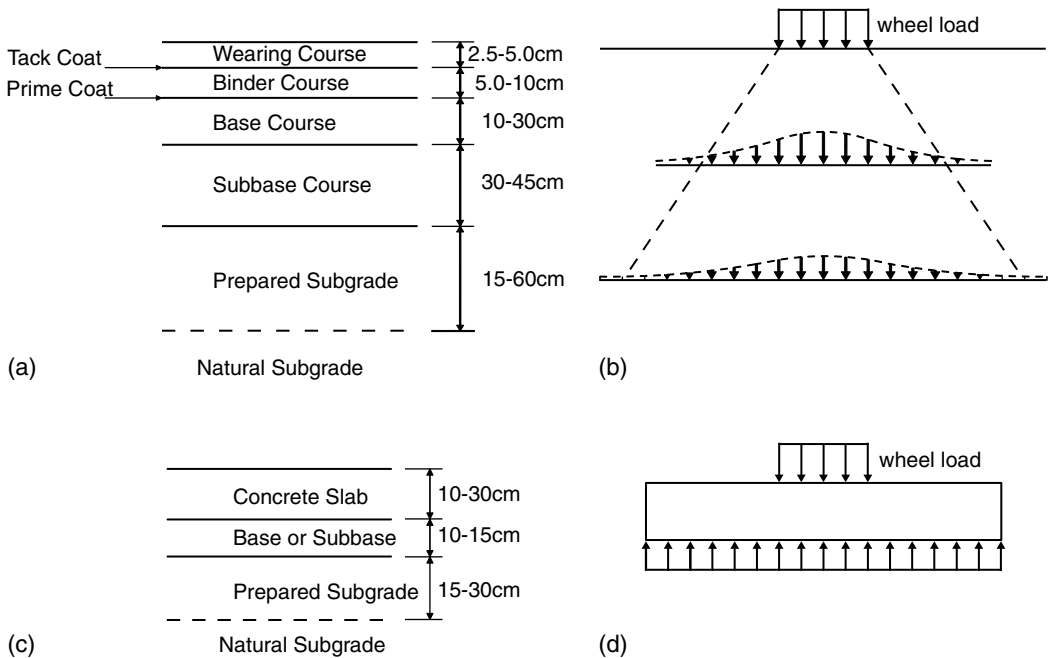 Tack Coat
Prime Coat
Wearing Course
2.5-5.0cm
Binder Course
5.0-10cm
Base Course
10-30cm
Subbase Course
30-45cm
Prepared Subgrade
15-60cm
Natural Subgrade
(a)
wheel load
(b)
Concrete Slab
10-30cm
Base or Subbase
10-15cm
Prepared Subgrade
15-30cm
Natural Subgrade
(c)
wheel load
(d)